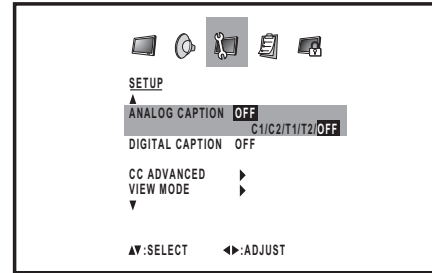 SETUP
ANALOG CAPTION OFF
C1/C2/T1/T2/OFF
DIGITAL CAPTION OFF
CC ADVANCED
VIEW MODE
▲▼:SELECT ◀▶:ADJUST